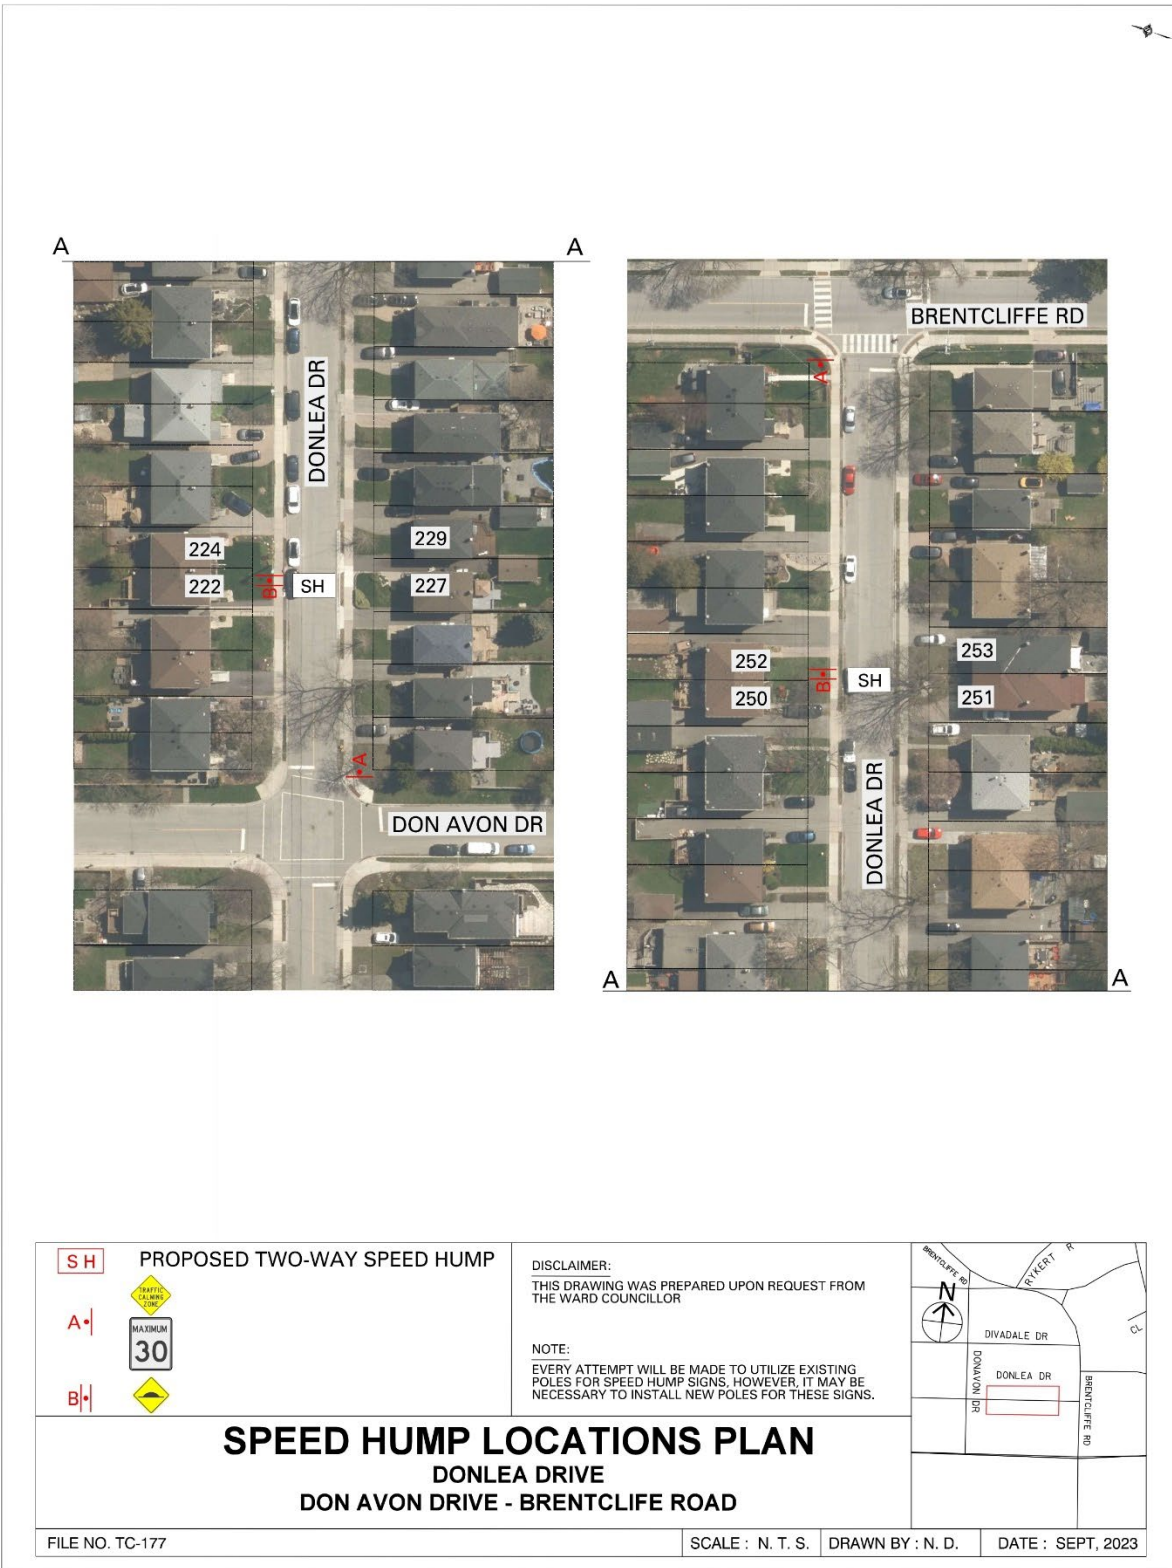 A A
DONLEA DR
224
222
B
SH
229
227
A
DON AVON DR
BRENTCLIFFE RD
A
252
250
B
SH
253
251
DONLEA DR
A A
S H PROPOSED TWO-WAY SPEED HUMP
TRAFFIC
CALMING
ZONE
A
MAXIMUM
30
B
DISCLAIMER:
THIS DRAWING WAS PREPARED UPON REQUEST FROM
THE WARD COUNCILLOR
NOTE:
EVERY ATTEMPT WILL BE MADE TO UTILIZE EXISTING
POLES FOR SPEED HUMP SIGNS, HOWEVER, IT MAY BE
NECESSARY TO INSTALL NEW POLES FOR THESE SIGNS.
BRENTCLIFFE RD
RYKERT R
CL
N
DIVADALE DR
DONAVON DR
DONLEA DR
BRENTCLIFFE RD
SPEED HUMP LOCATIONS PLAN
DONLEA DRIVE
DON AVON DRIVE - BRENTCLIFE ROAD
FILE NO. TC-177
SCALE : N. T. S.
DRAWN BY : N. D.
DATE : SEPT, 2023